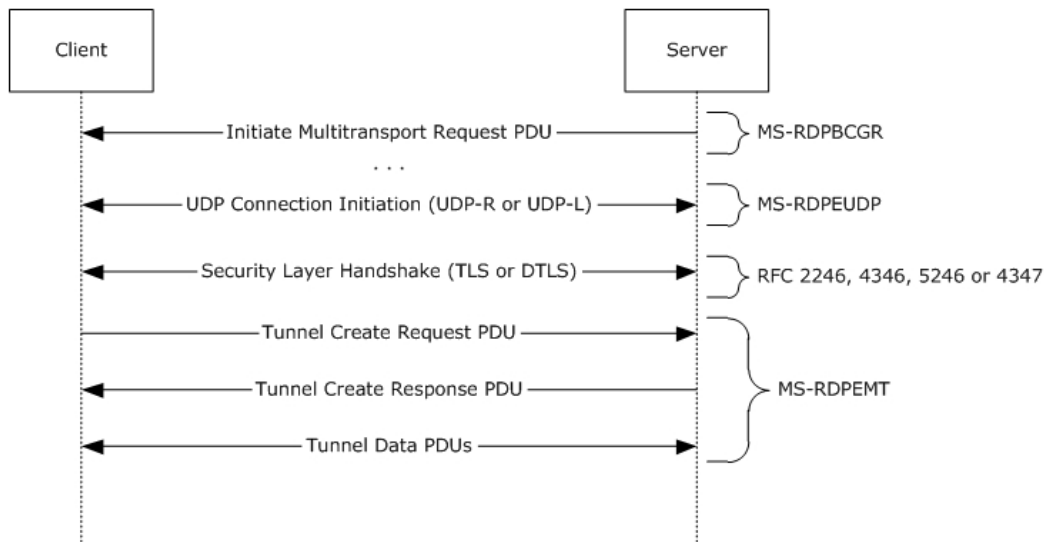 Client
Server
Initiate Multitransport Request PDU
MS-RDPBCGR
. . .
UDP Connection Initiation (UDP-R or UDP-L)
MS-RDPEUDP
Security Layer Handshake (TLS or DTLS)
RFC 2246, 4346, 5246 or 4347
Tunnel Create Request PDU
Tunnel Create Response PDU
MS-RDPEMT
Tunnel Data PDUs